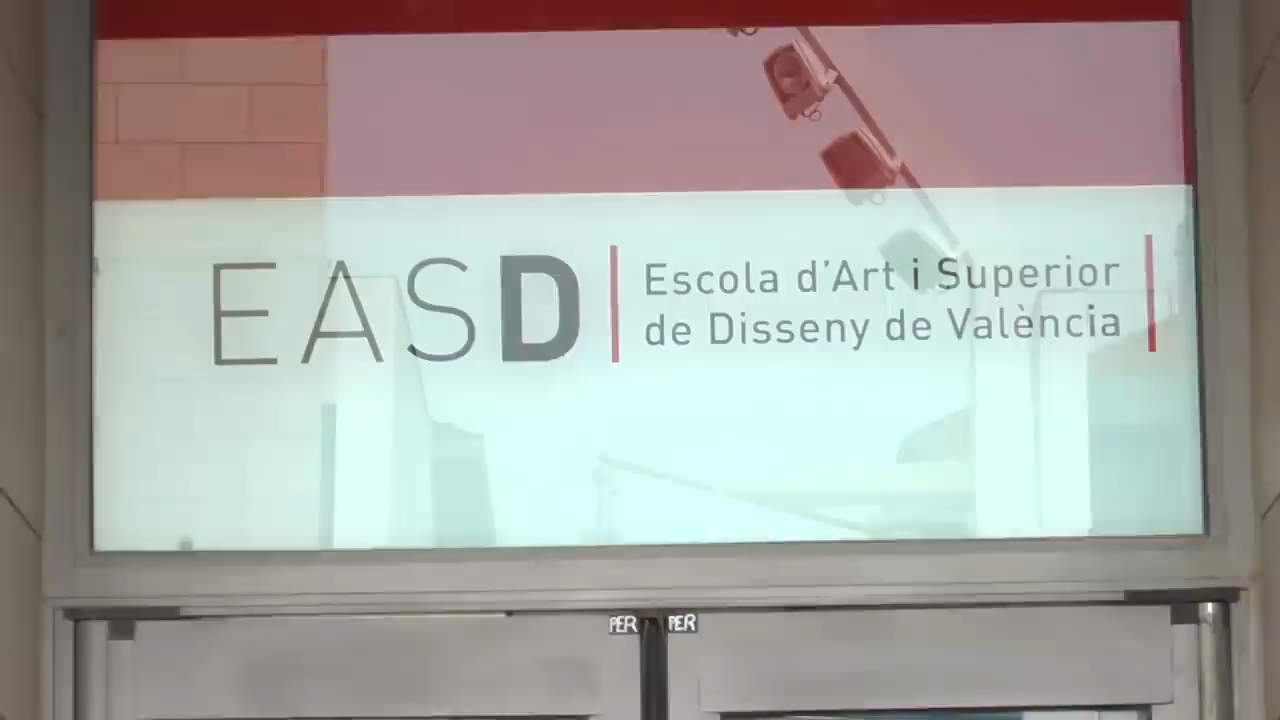 EASD
Escola d'Art i Superior
de Disseny de València
PER PER